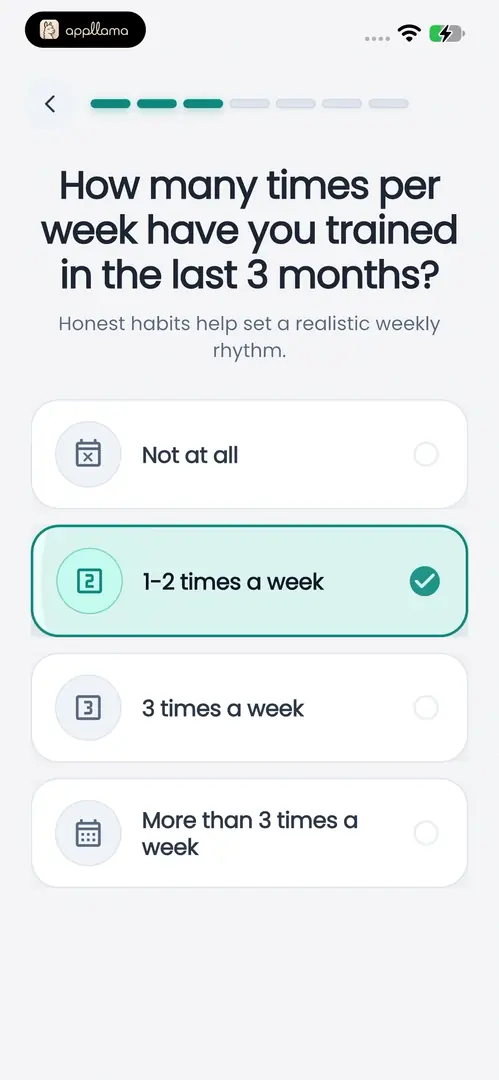 appllama
How many times per
week have you trained
in the last 3 months?
Honest habits help set a realistic weekly
rhythm.
Not at all
2
1-2 times a week
3
3 times a week
More than 3 times a
week